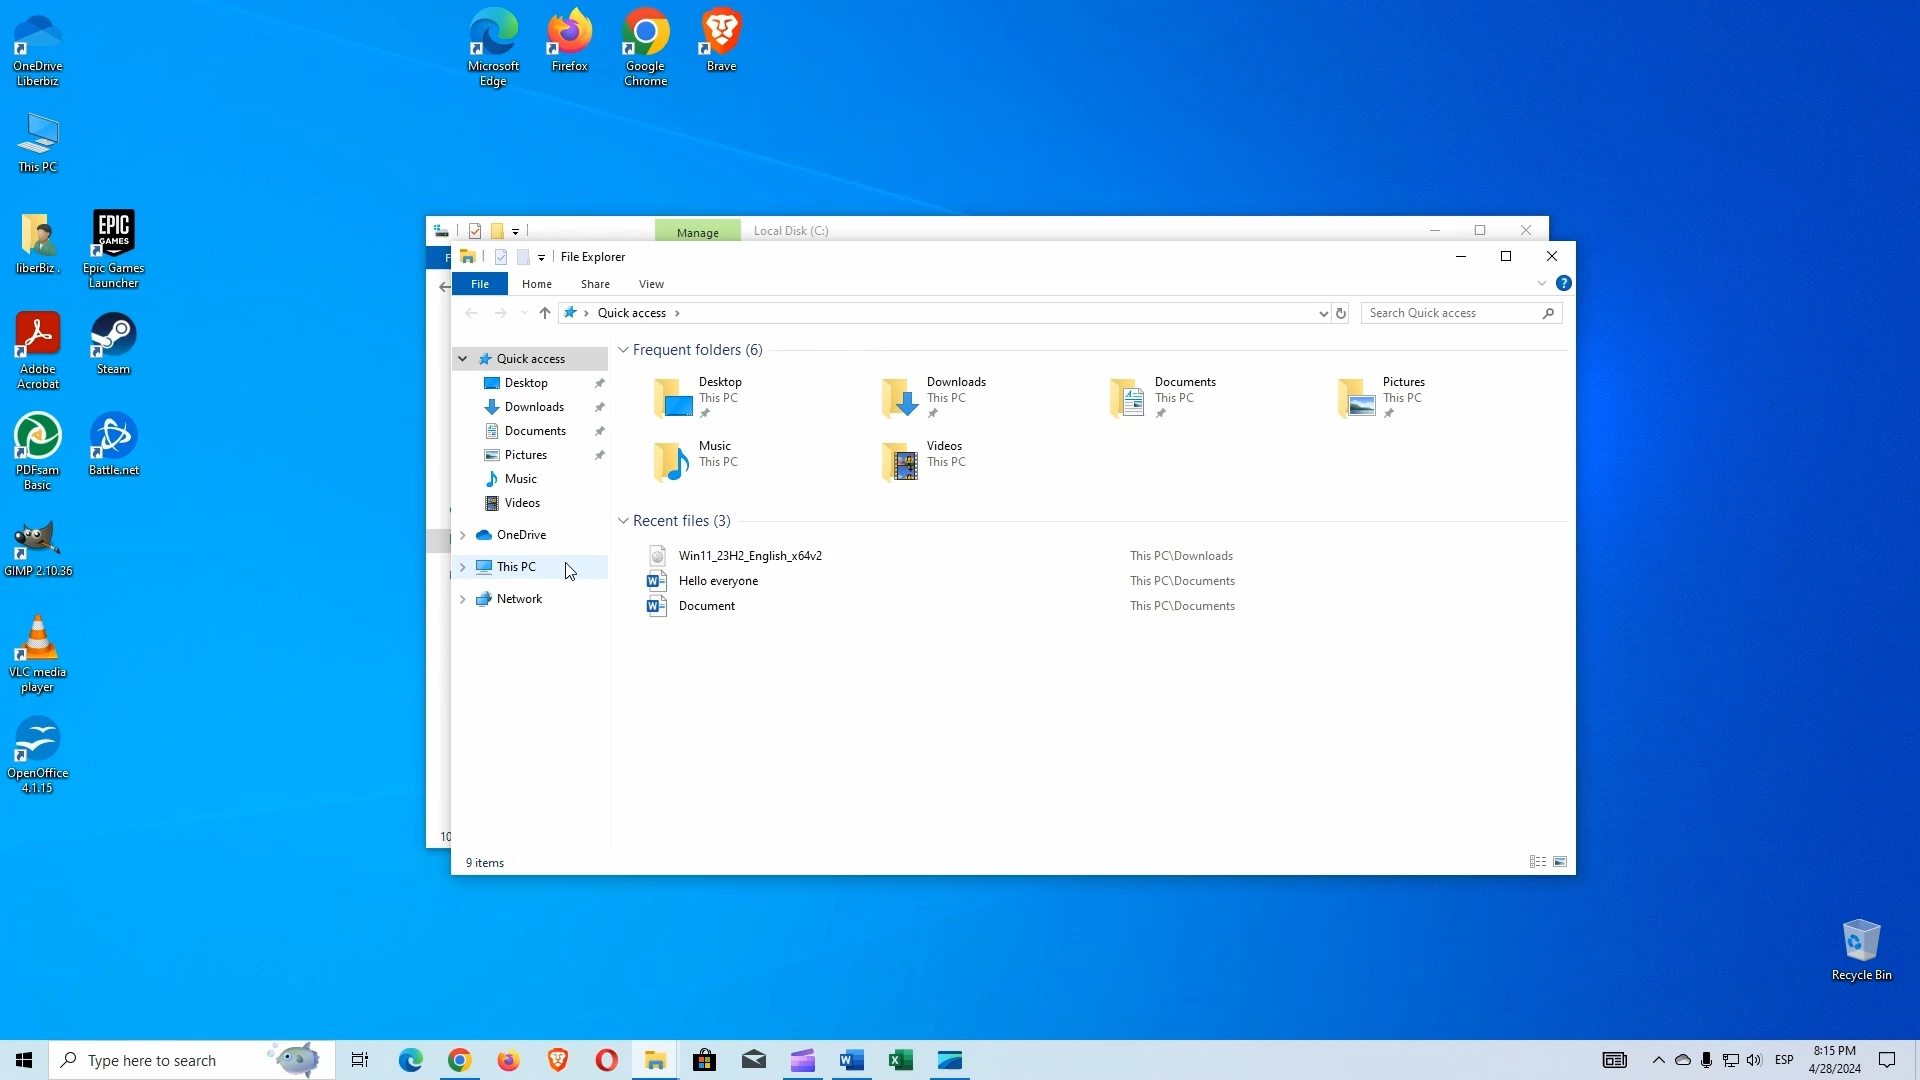 OneDrive
Liberbiz
This PC
liberBiz .
EPIC
GAMES
Epic Games
Launcher
Adobe
Acrobat
Steam
PDFsam
Basic
Battle.net
GIMP 2.10.36
VLC media
player
OpenOffice
4.1.15
Microsoft
Edge
Firefox
Google
Chrome
Brave
Manage
Local Disk (C:)
F
10
File Explorer
File
Home
Share
View
Quick access
Search Quick access
Quick access
Desktop
Downloads
Documents
Pictures
Music
Videos
OneDrive
This PC
Network
Frequent folders (6)
Desktop
This PC
Downloads
This PC
Documents
This PC
Pictures
This PC
Music
This PC
Videos
This PC
Recent files (3)
Win11_23H2_English_x64v2 This PC\Downloads
Hello everyone This PC\Documents
Document This PC\Documents
9 items
Recycle Bin
Type here to search
ESP
8:15 PM
4/28/2024